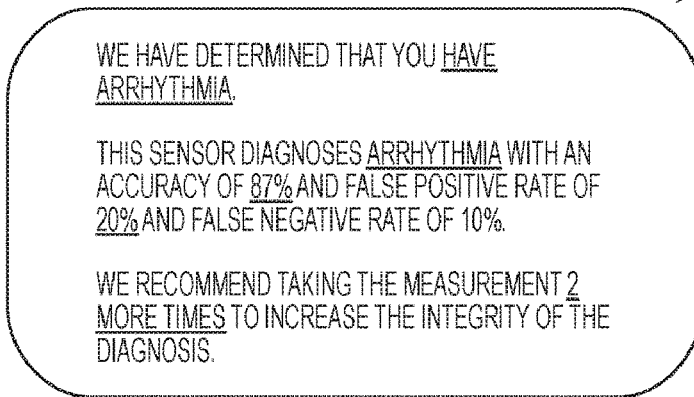 WE HAVE DETERMINED THAT YOU HAVE
ARRHYTHMIA.
THIS SENSOR DIAGNOSES ARRHYTHMIA WITH AN
ACCURACY OF 87% AND FALSE POSITIVE RATE OF
20% AND FALSE NEGATIVE RATE OF 10%.
WE RECOMMEND TAKING THE MEASUREMENT 2
MORE TIMES TO INCREASE THE INTEGRITY OF THE
DIAGNOSIS.